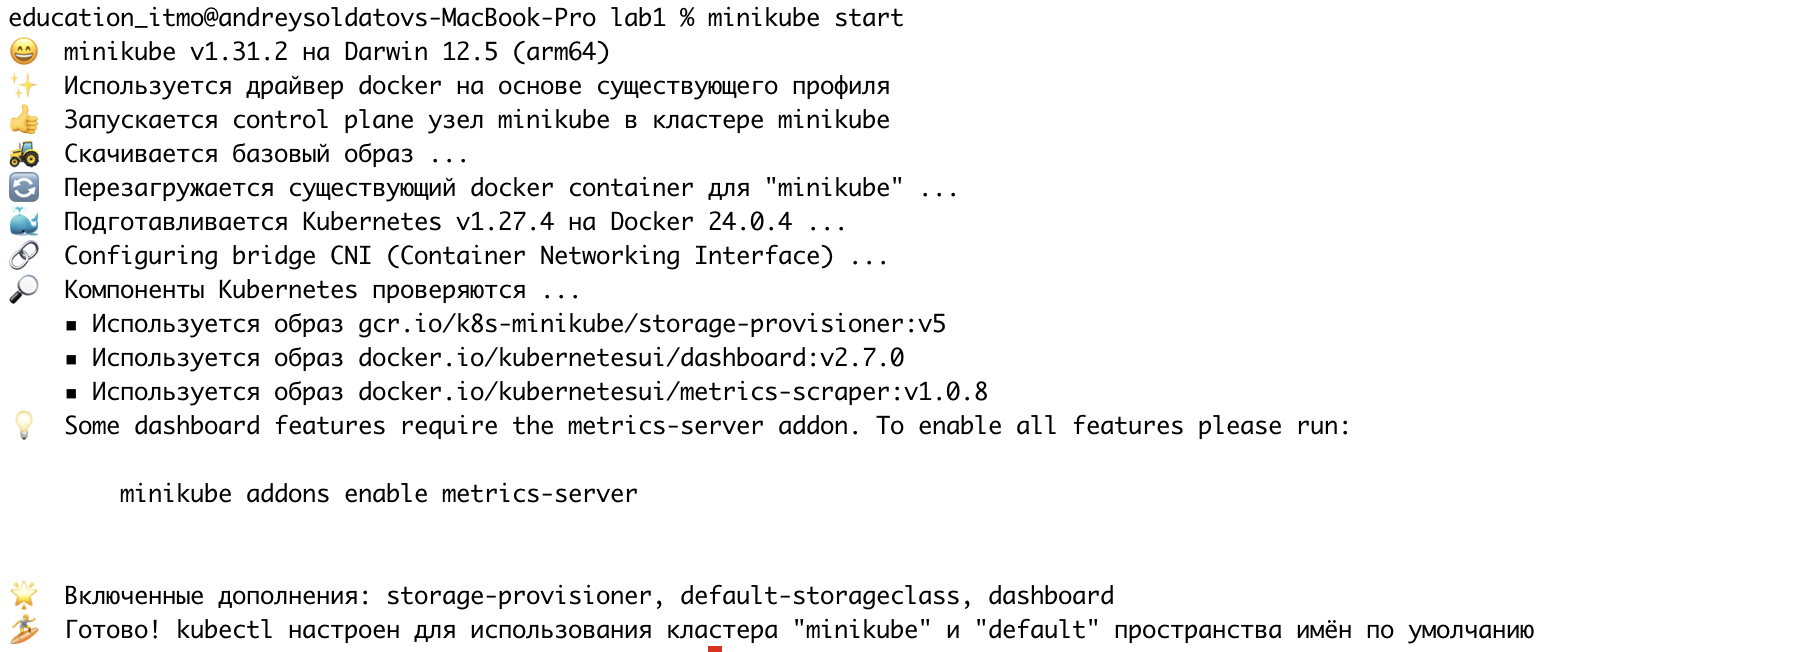 education_itmo@andreysoldatovs-MacBook-Pro lab1 % minikube start
😄 minikube v1.31.2 на Darwin 12.5 (arm64)
✨ Используется драйвер docker на основе существующего профиля
👍 Запускается control plane узел minikube в кластере minikube
🚜 Скачивается базовый образ ...
🔄 Перезагружается существующий docker container для "minikube" ...
🐳 Подготавливается Kubernetes v1.27.4 на Docker 24.0.4 ...
🔗 Configuring bridge CNI (Container Networking Interface) ...
🔎 Компоненты Kubernetes проверяются ...
▪ Используется образ gcr.io/k8s-minikube/storage-provisioner:v5
▪ Используется образ docker.io/kubernetesui/dashboard:v2.7.0
▪ Используется образ docker.io/kubernetesui/metrics-scraper:v1.0.8
💡 Some dashboard features require the metrics-server addon. To enable all features please run:
minikube addons enable metrics-server
🌟 Включенные дополнения: storage-provisioner, default-storageclass, dashboard
🏄 Готово! kubectl настроен для использования кластера "minikube" и "default" пространства имён по умолчанию